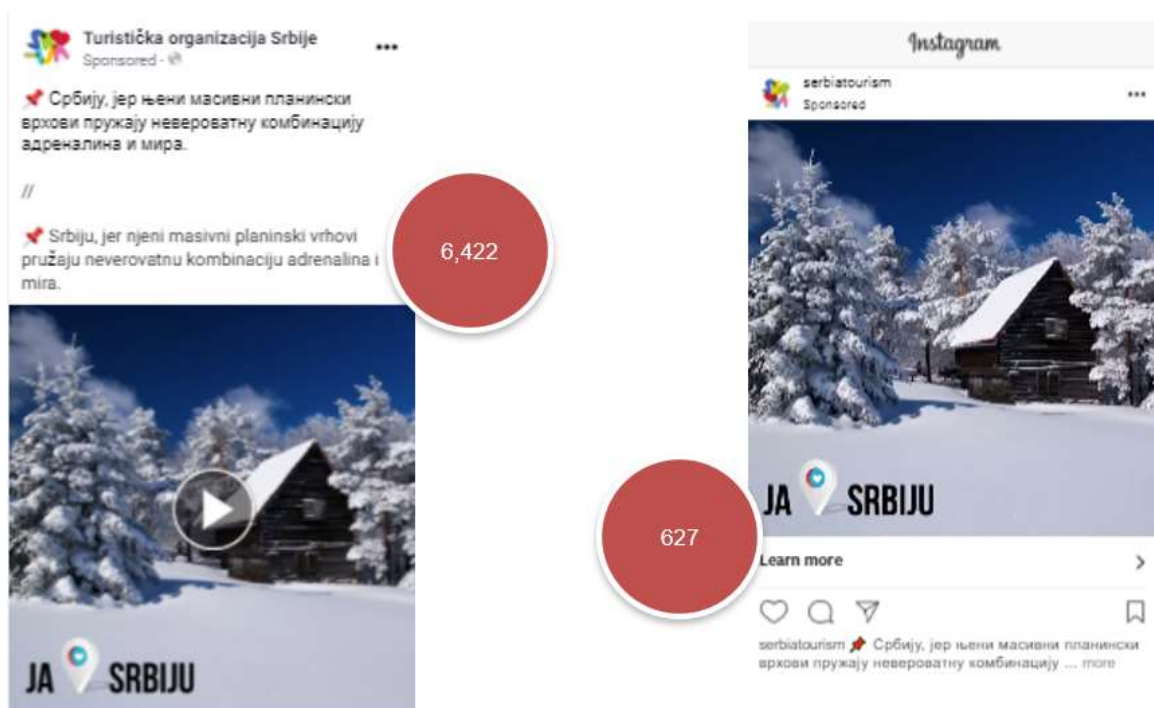 Turistička organizacija Srbije
Sponsored ·
📌 Србију, јер њени масивни планински
врхови пружају невероватну комбинацију
адреналина и мира.
//
📌 Srbiju, jer njeni masivni planinski vrhovi
pružaju neverovatnu kombinaciju adrenalina i
mira.
JA SRBIJU
6,422
Instagram
serbiatourism
Sponsored
JA SRBIJU
627
Learn more
serbiatourism 📌 Србију, јер њени масивни планински
врхови пружају невероватну комбинацију ... more